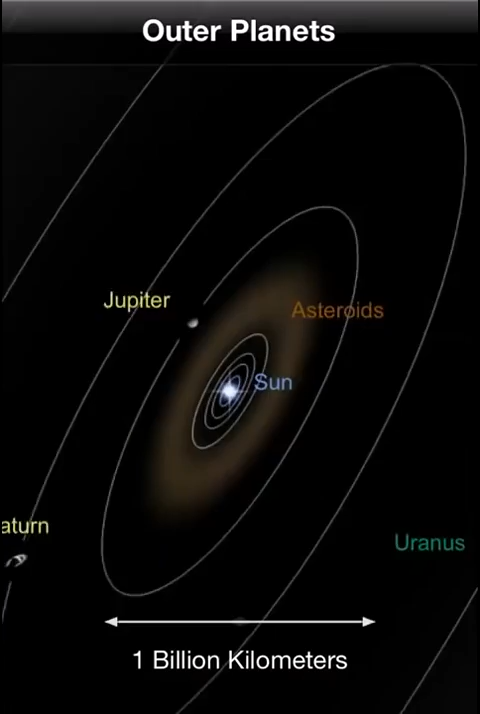 Outer Planets
Jupiter
Asteroids
Sun
aturn
Uranus
1 Billion Kilometers